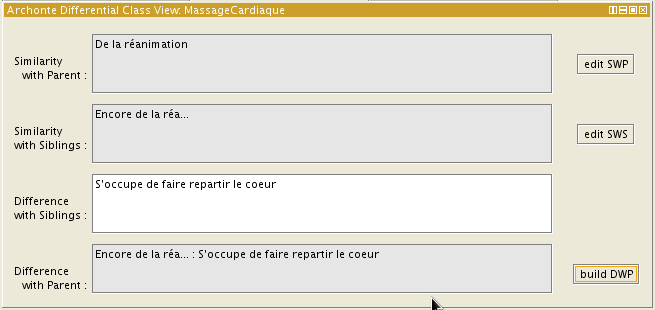 Archonte Differential Class View: MassageCardiaque
De la réanimation
Similarity
with Parent :
edit SWP
Encore de la réa...
Similarity
with Siblings :
edit SWS
S'occupe de faire repartir le coeur
Difference
with Siblings :
Encore de la réa... : S'occupe de faire repartir le coeur
Difference
with Parent :
build DWP